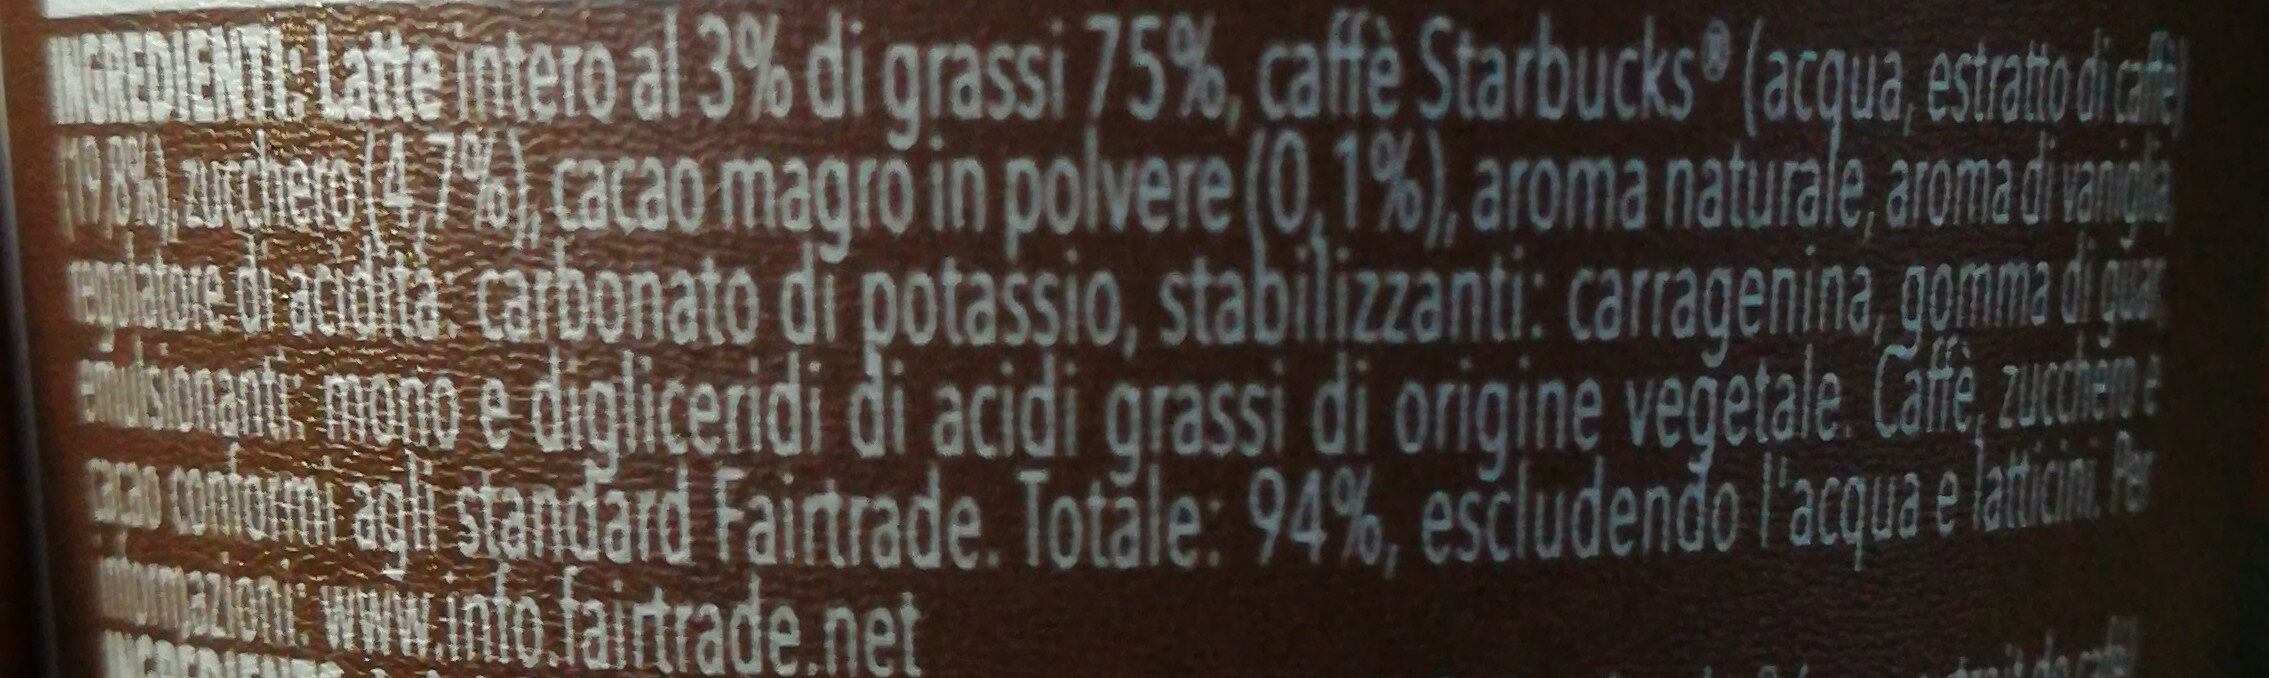 INGREDIENTI: Latte intero al 3% di grassi 75%, caffè Starbucks® (acqua, estratto di caffè)
(19,8%), zucchero (4,7%), cacao magro in polvere (0,1%), aroma naturale, aroma di vaniglia,
regolatore di acidità: carbonato di potassio, stabilizzanti: carragenina, gomma di guar,
emulsionanti: mono e digliceridi di acidi grassi di origine vegetale. Caffè, zucchero e
cacao conformi agli standard Fairtrade. Totale: 94%, escludendo l'acqua e latticini. Per
informazioni: www.info.fairtrade.net